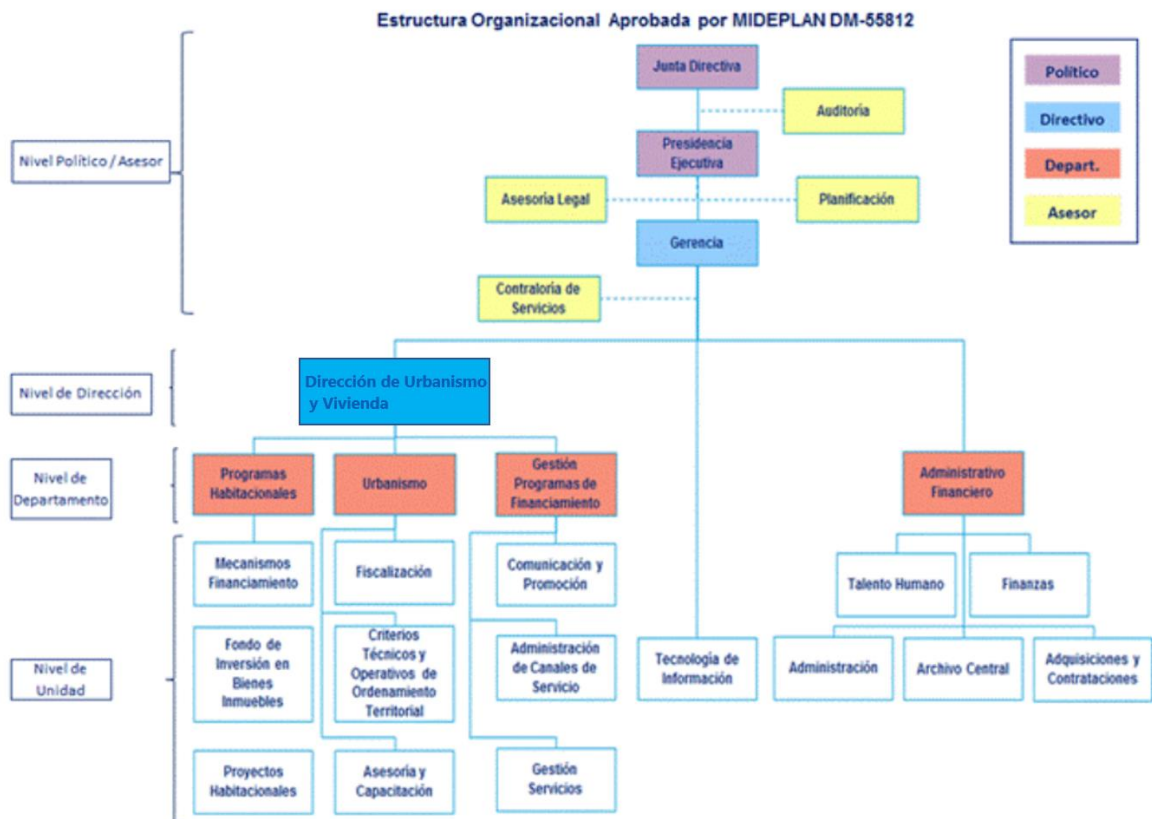 Estructura Organizacional Aprobada por MIDEPLAN DM-55812
Junta Directiva
Político
Auditoría
Directivo
Nivel Político / Asesor
Presidencia
Ejecutiva
Depart.
Asesoría Legal
Planificación
Asesor
Gerencia
Contraloría de
Servicios
Nivel de Dirección
Dirección de Urbanismo
y Vivienda
Nivel de
Departamento
Programas
Habitacionales
Urbanismo
Gestión
Programas de
Financiamiento
Administrativo
Financiero
Mecanismos
Financiamiento
Fiscalización
Comunicación y
Promoción
Talento Humano
Finanzas
Nivel de
Unidad
Fondo de
Inversión en
Bienes
Inmuebles
Criterios
Técnicos y
Operativos de
Ordenamiento
Territorial
Administración
de Canales de
Servicio
Tecnología de
Información
Administración
Archivo Central
Adquisiciones y
Contrataciones
Proyectos
Habitacionales
Asesoría y
Capacitación
Gestión
Servicios